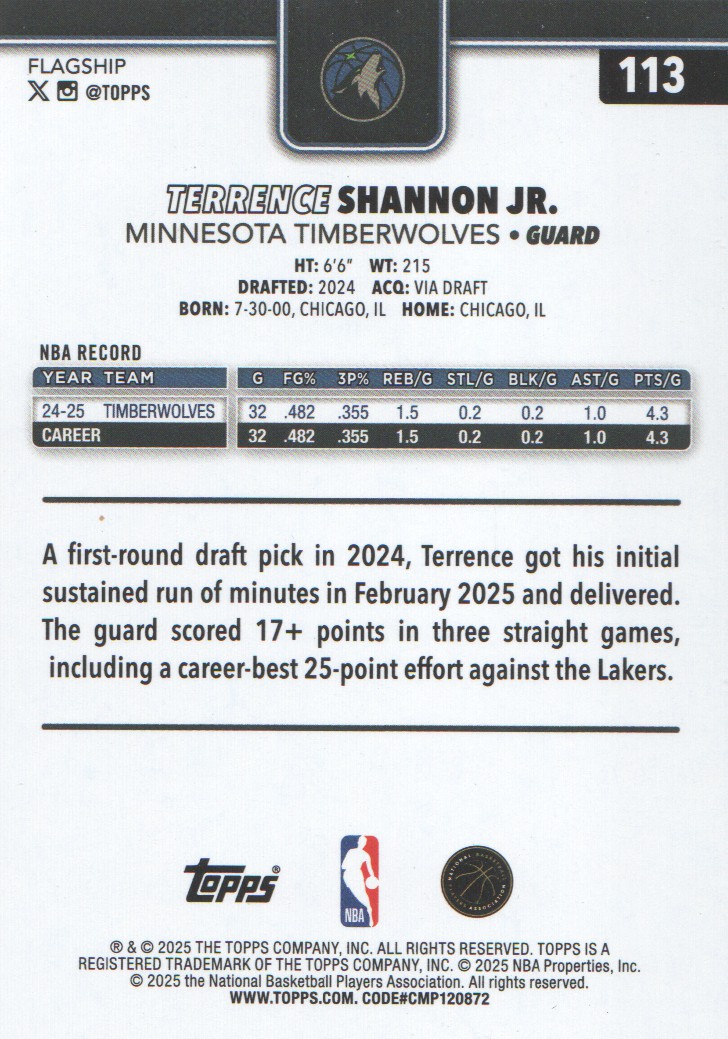 FLAGSHIP
113
@TOPPS
TERRENCE SHANNON JR.
MINNESOTA TIMBERWOLVES • GUARD
HT: 6'6" WT: 215
DRAFTED: 2024 ACQ: VIA DRAFT
BORN: 7-30-00, CHICAGO, IL HOME: CHICAGO, IL
NBA RECORD
YEAR TEAM G FG% 3P% REB/G STL/G BLK/G AST/G PTS/G
24-25 TIMBERWOLVES 32 .482 .355 1.5 0.2 0.2 1.0 4.3
CAREER 32 .482 .355 1.5 0.2 0.2 1.0 4.3
A first-round draft pick in 2024, Terrence got his initial
sustained run of minutes in February 2025 and delivered.
The guard scored 17+ points in three straight games,
including a career-best 25-point effort against the Lakers.
Topps®
NBA
NATIONAL BASKETBALL PLAYERS ASSOCIATION
® & © 2025 THE TOPPS COMPANY, INC. ALL RIGHTS RESERVED. TOPPS IS A
REGISTERED TRADEMARK OF THE TOPPS COMPANY, INC. © 2025 NBA Properties, Inc.
© 2025 the National Basketball Players Association. All rights reserved.
WWW.TOPPS.COM. CODE#CMP120872